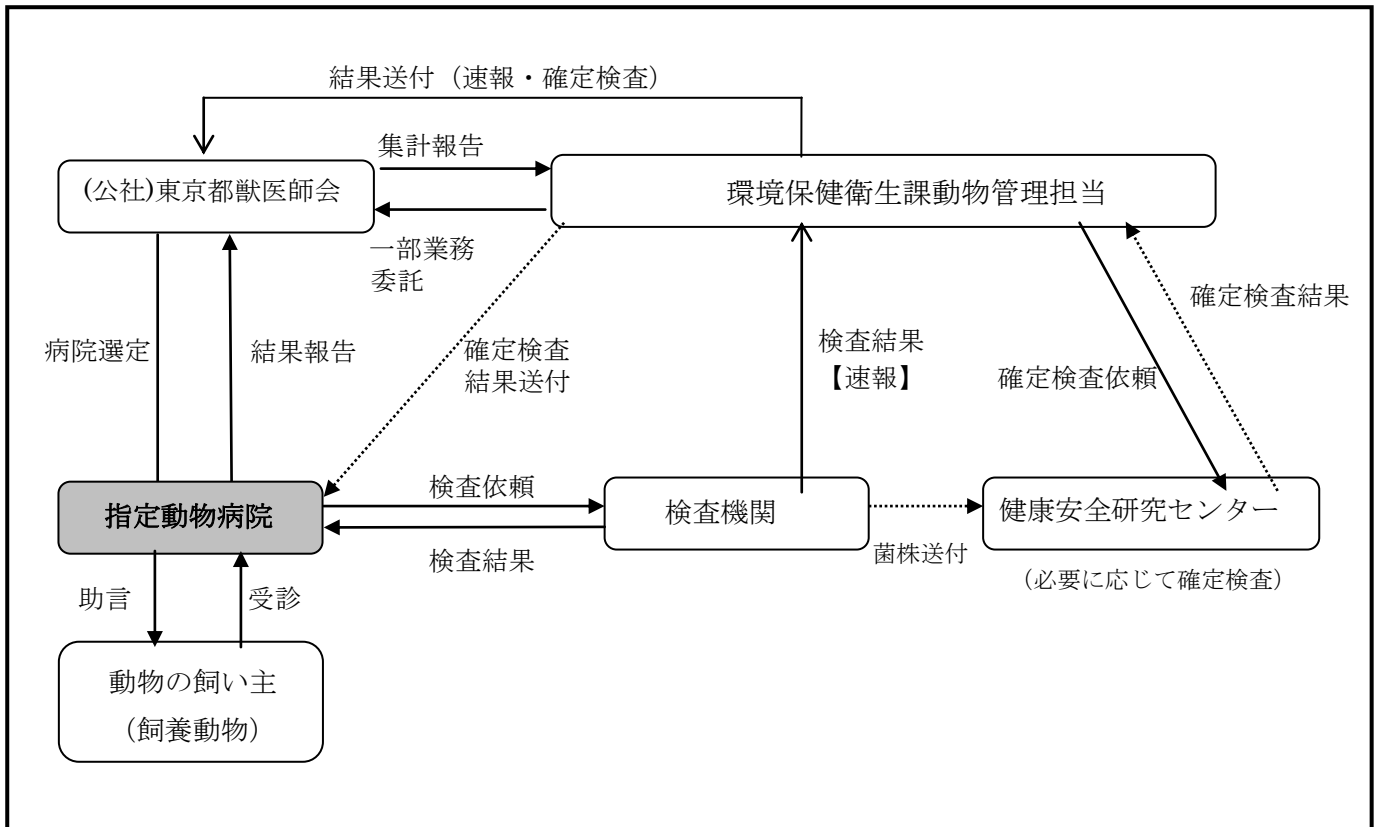 結果送付（速報・確定検査）
集計報告
(公社)東京都獣医師会
環境保健衛生課動物管理担当
一部業務
委託
病院選定
結果報告
確定検査
結果送付
検査結果
【速報】
確定検査依頼
確定検査結果
指定動物病院
検査依頼
検査結果
検査機関
菌株送付
健康安全研究センター
（必要に応じて確定検査）
助言
受診
動物の飼い主
（飼養動物）